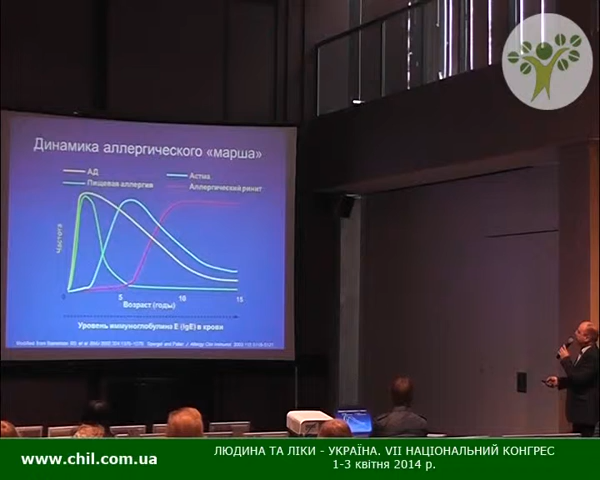 Динамика аллергического «марша»
АД
Астма
Пищевая аллергия
Аллергический ринит
Частота
5
10
15
Возраст (годы)
Уровень иммуноглобулина E (IgE) в крови
www.chil.com.ua
ЛЮДИНА ТА ЛІКИ - УКРАЇНА. VII НАЦІОНАЛЬНИЙ КОНГРЕС
1-3 квітня 2014 р.